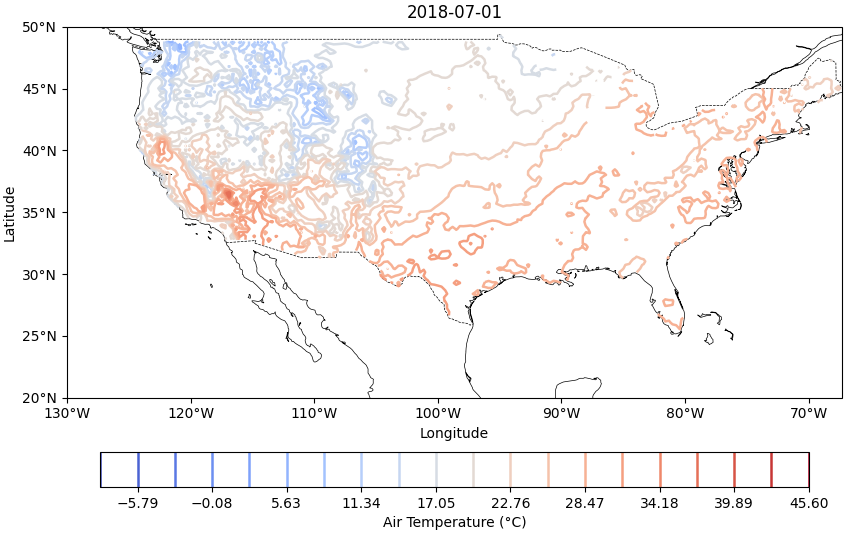 2018-07-01
50°N
45°N
40°N
35°N
30°N
25°N
20°N
Latitude
130°W 120°W 110°W 100°W 90°W 80°W 70°W
Longitude
−5.79 −0.08 5.63 11.34 17.05 22.76 28.47 34.18 39.89 45.60
Air Temperature (°C)